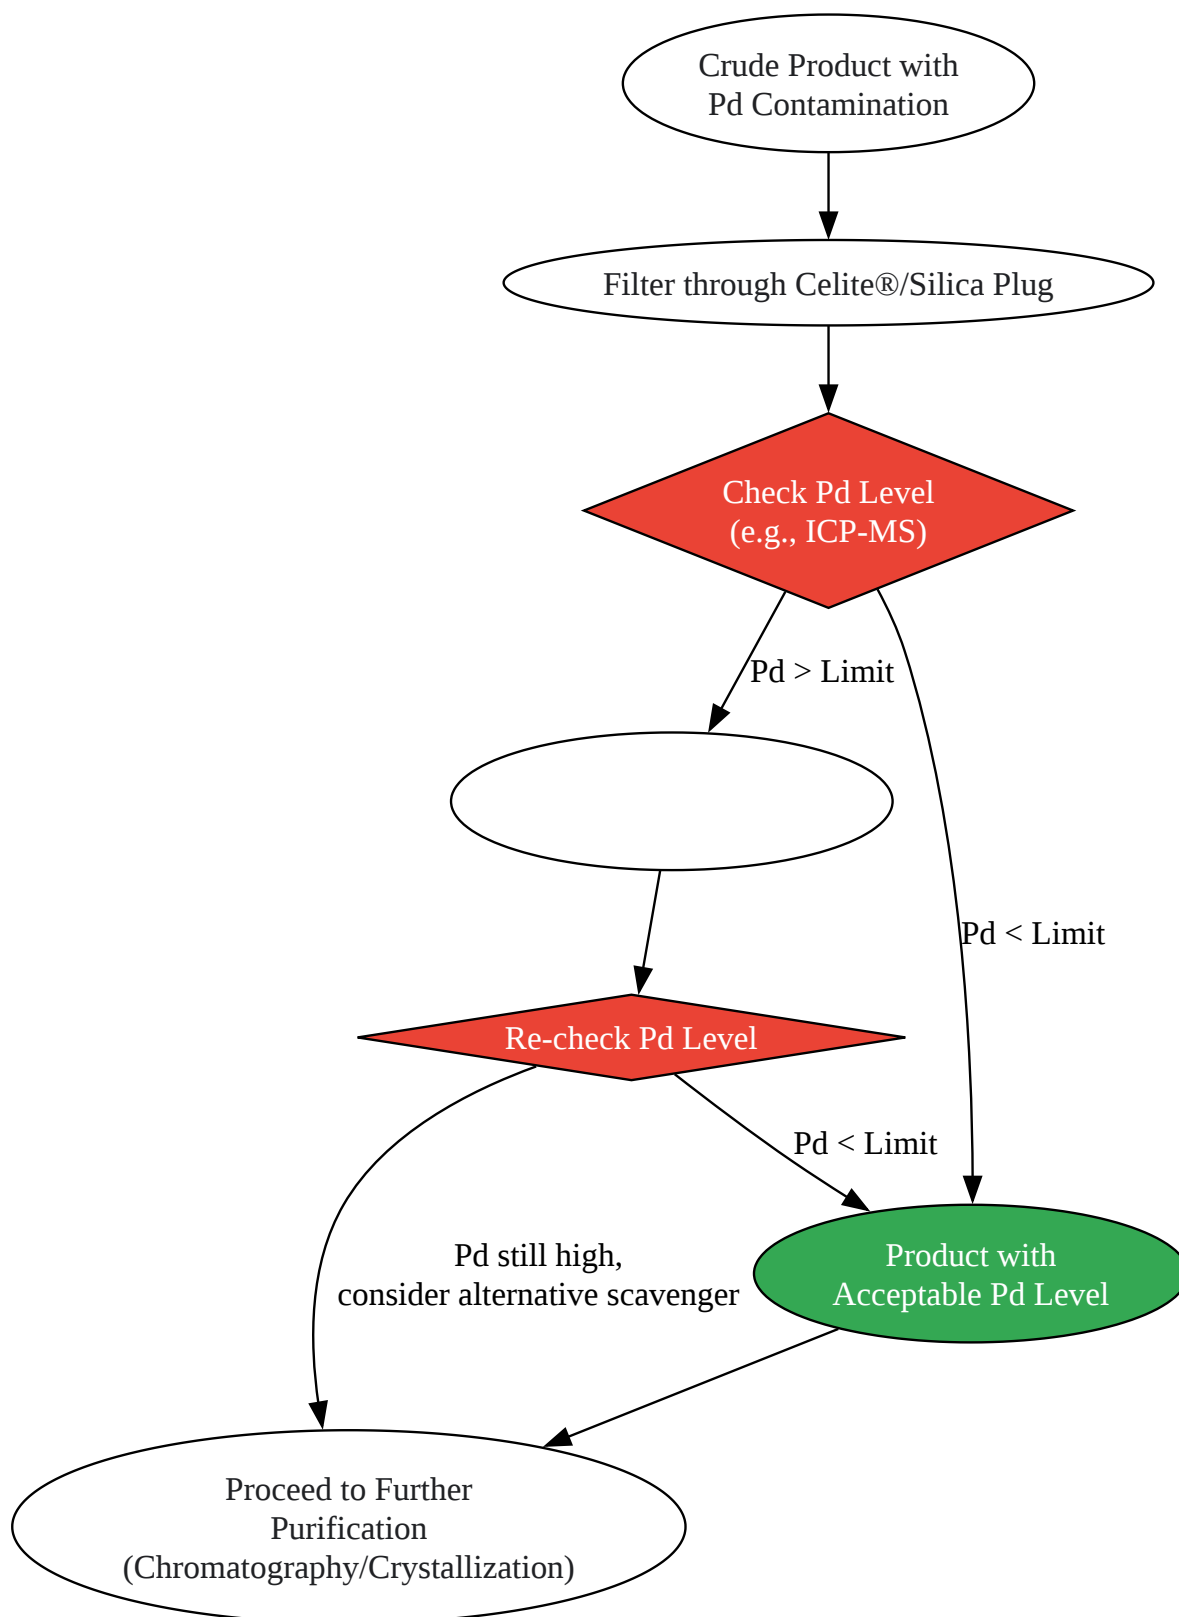 Crude Product with
Pd Contamination
Filter through Celite®/Silica Plug
Check Pd Level
(e.g., ICP-MS)
Pd > Limit
Pd < Limit
Re-check Pd Level
Pd < Limit
Pd still high,
consider alternative scavenger
Product with
Acceptable Pd Level
Proceed to Further
Purification
(Chromatography/Crystallization)